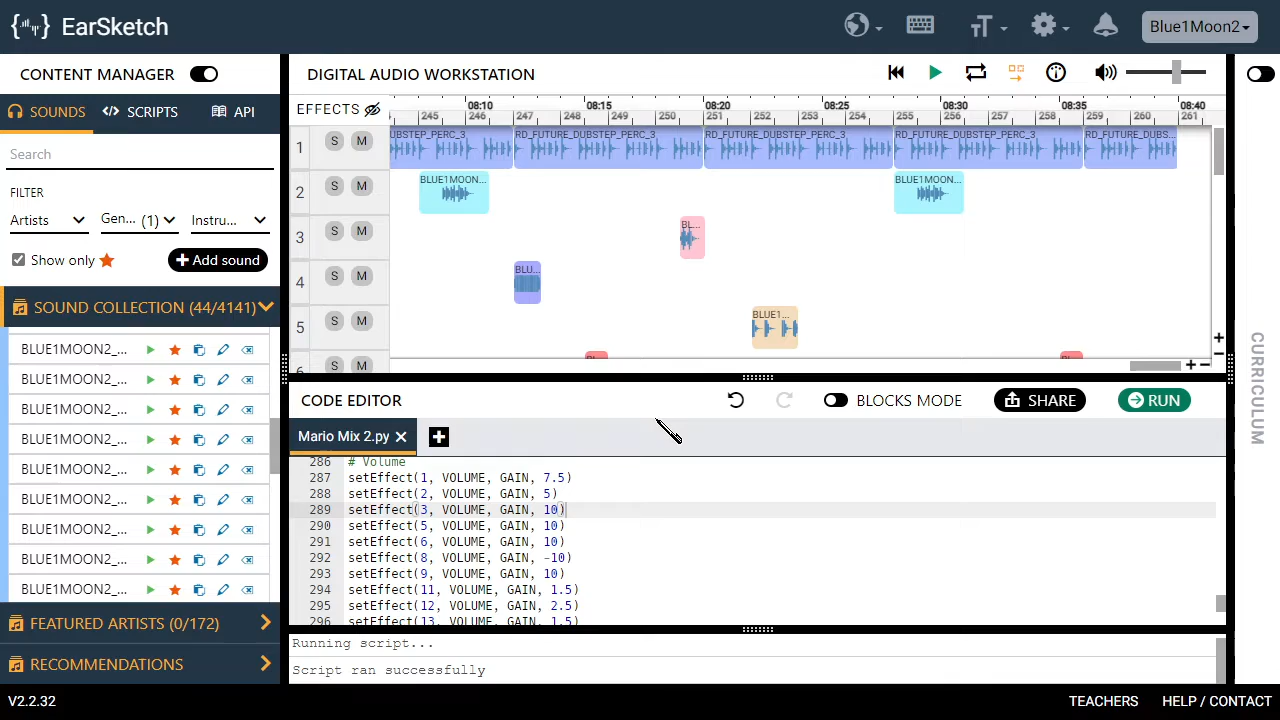 EarSketch
Blue1Moon2
CONTENT MANAGER
SOUNDS
SCRIPTS
API
Search
FILTER
Artists
Gen... (1)
Instru...
Show only
Add sound
SOUND COLLECTION (44/4141)
BLUE1MOON2_...
BLUE1MOON2_...
BLUE1MOON2_...
BLUE1MOON2_...
BLUE1MOON2_...
BLUE1MOON2_...
BLUE1MOON2_...
BLUE1MOON2_...
BLUE1MOON2_...
FEATURED ARTISTS (0/172)
RECOMMENDATIONS
DIGITAL AUDIO WORKSTATION
EFFECTS
08:10 08:15 08:20 08:25 08:30 08:35 08:40
245 246 247 248 249 250 251 252 253 254 255 256 257 258 259 260 261
1 S M UBSTEP_PERC_3 RD_FUTURE_DUBSTEP_PERC_3 RD_FUTURE_DUBSTEP_PERC_3 RD_FUTURE_DUBSTEP_PERC_3 RD_FUTURE_DUBS...
2 S M BLUE1MOON... BLUE1MOON...
3 S M BL...
4 S M BLU...
5 S M BLUE1...
S M
CODE EDITOR
BLOCKS MODE
SHARE
RUN
Mario Mix 2.py
286 # Volume
287 setEffect(1, VOLUME, GAIN, 7.5)
288 setEffect(2, VOLUME, GAIN, 5)
289 setEffect(3, VOLUME, GAIN, 10)
290 setEffect(5, VOLUME, GAIN, 10)
291 setEffect(6, VOLUME, GAIN, 10)
292 setEffect(8, VOLUME, GAIN, -10)
293 setEffect(9, VOLUME, GAIN, 10)
294 setEffect(11, VOLUME, GAIN, 1.5)
295 setEffect(12, VOLUME, GAIN, 2.5)
296 setEffect(13, VOLUME, GAIN, 1.5)
Running script...
Script ran successfully
CURRICULUM
V2.2.32
TEACHERS
HELP / CONTACT